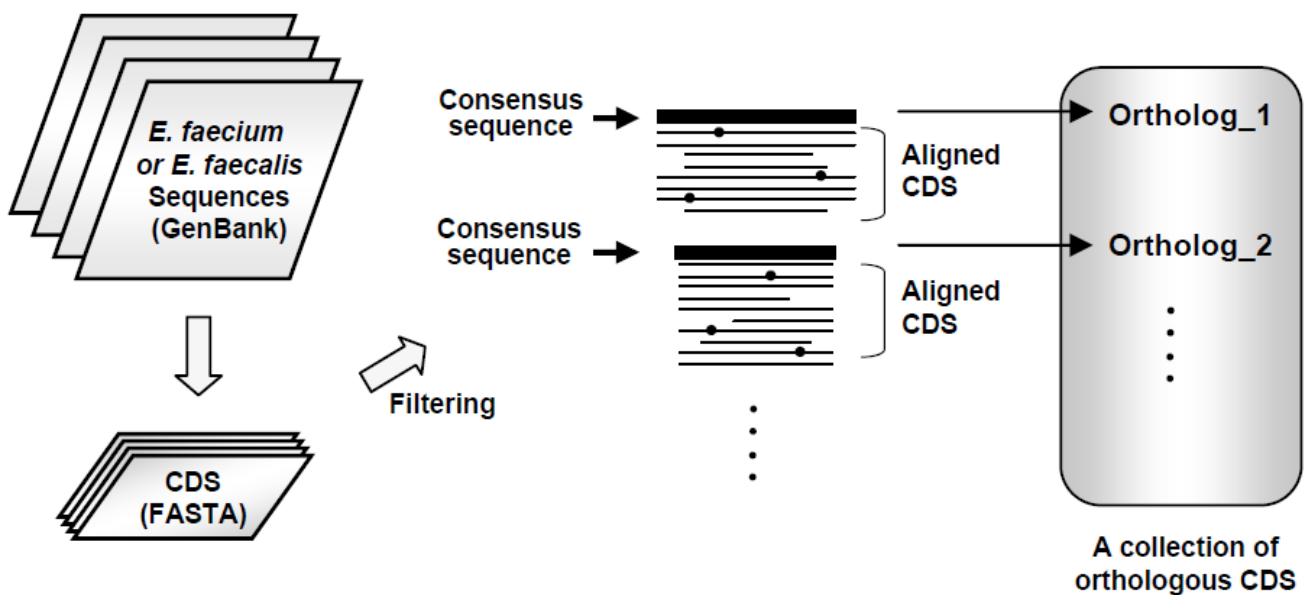 E. faecium
or E. faecalis
Sequences
(GenBank)
CDS
(FASTA)
Filtering
Consensus
sequence
Aligned
CDS
Consensus
sequence
Aligned
CDS
Ortholog_1
Ortholog_2
A collection of
orthologous CDS